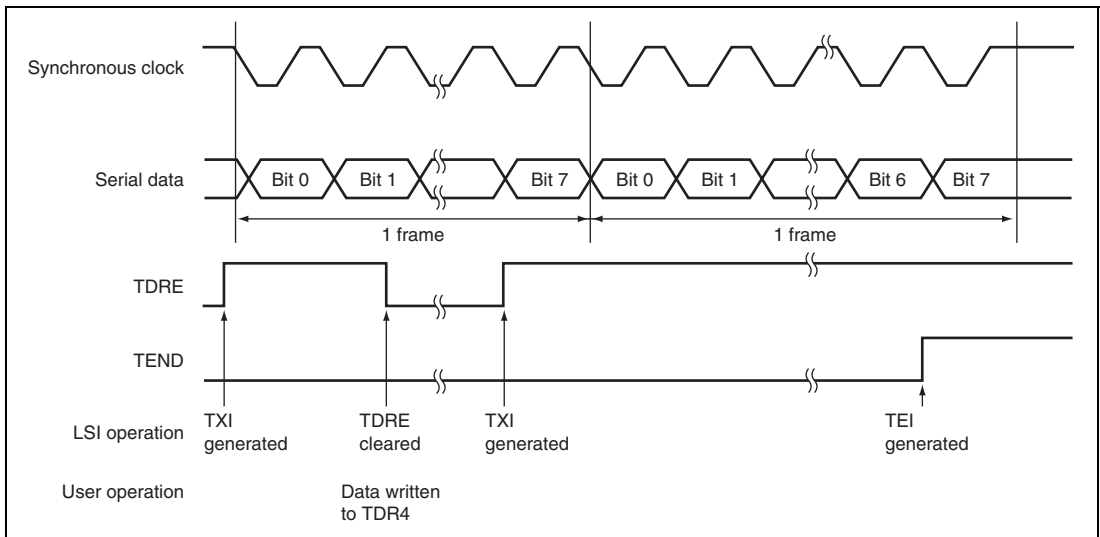 Synchronous clock
Serial data
Bit 0
Bit 1
Bit 7
Bit 0
Bit 1
Bit 6
Bit 7
1 frame
1 frame
TDRE
TEND
LSI operation
TXI
generated
TDRE
cleared
TXI
generated
TEI
generated
User operation
Data written
to TDR4